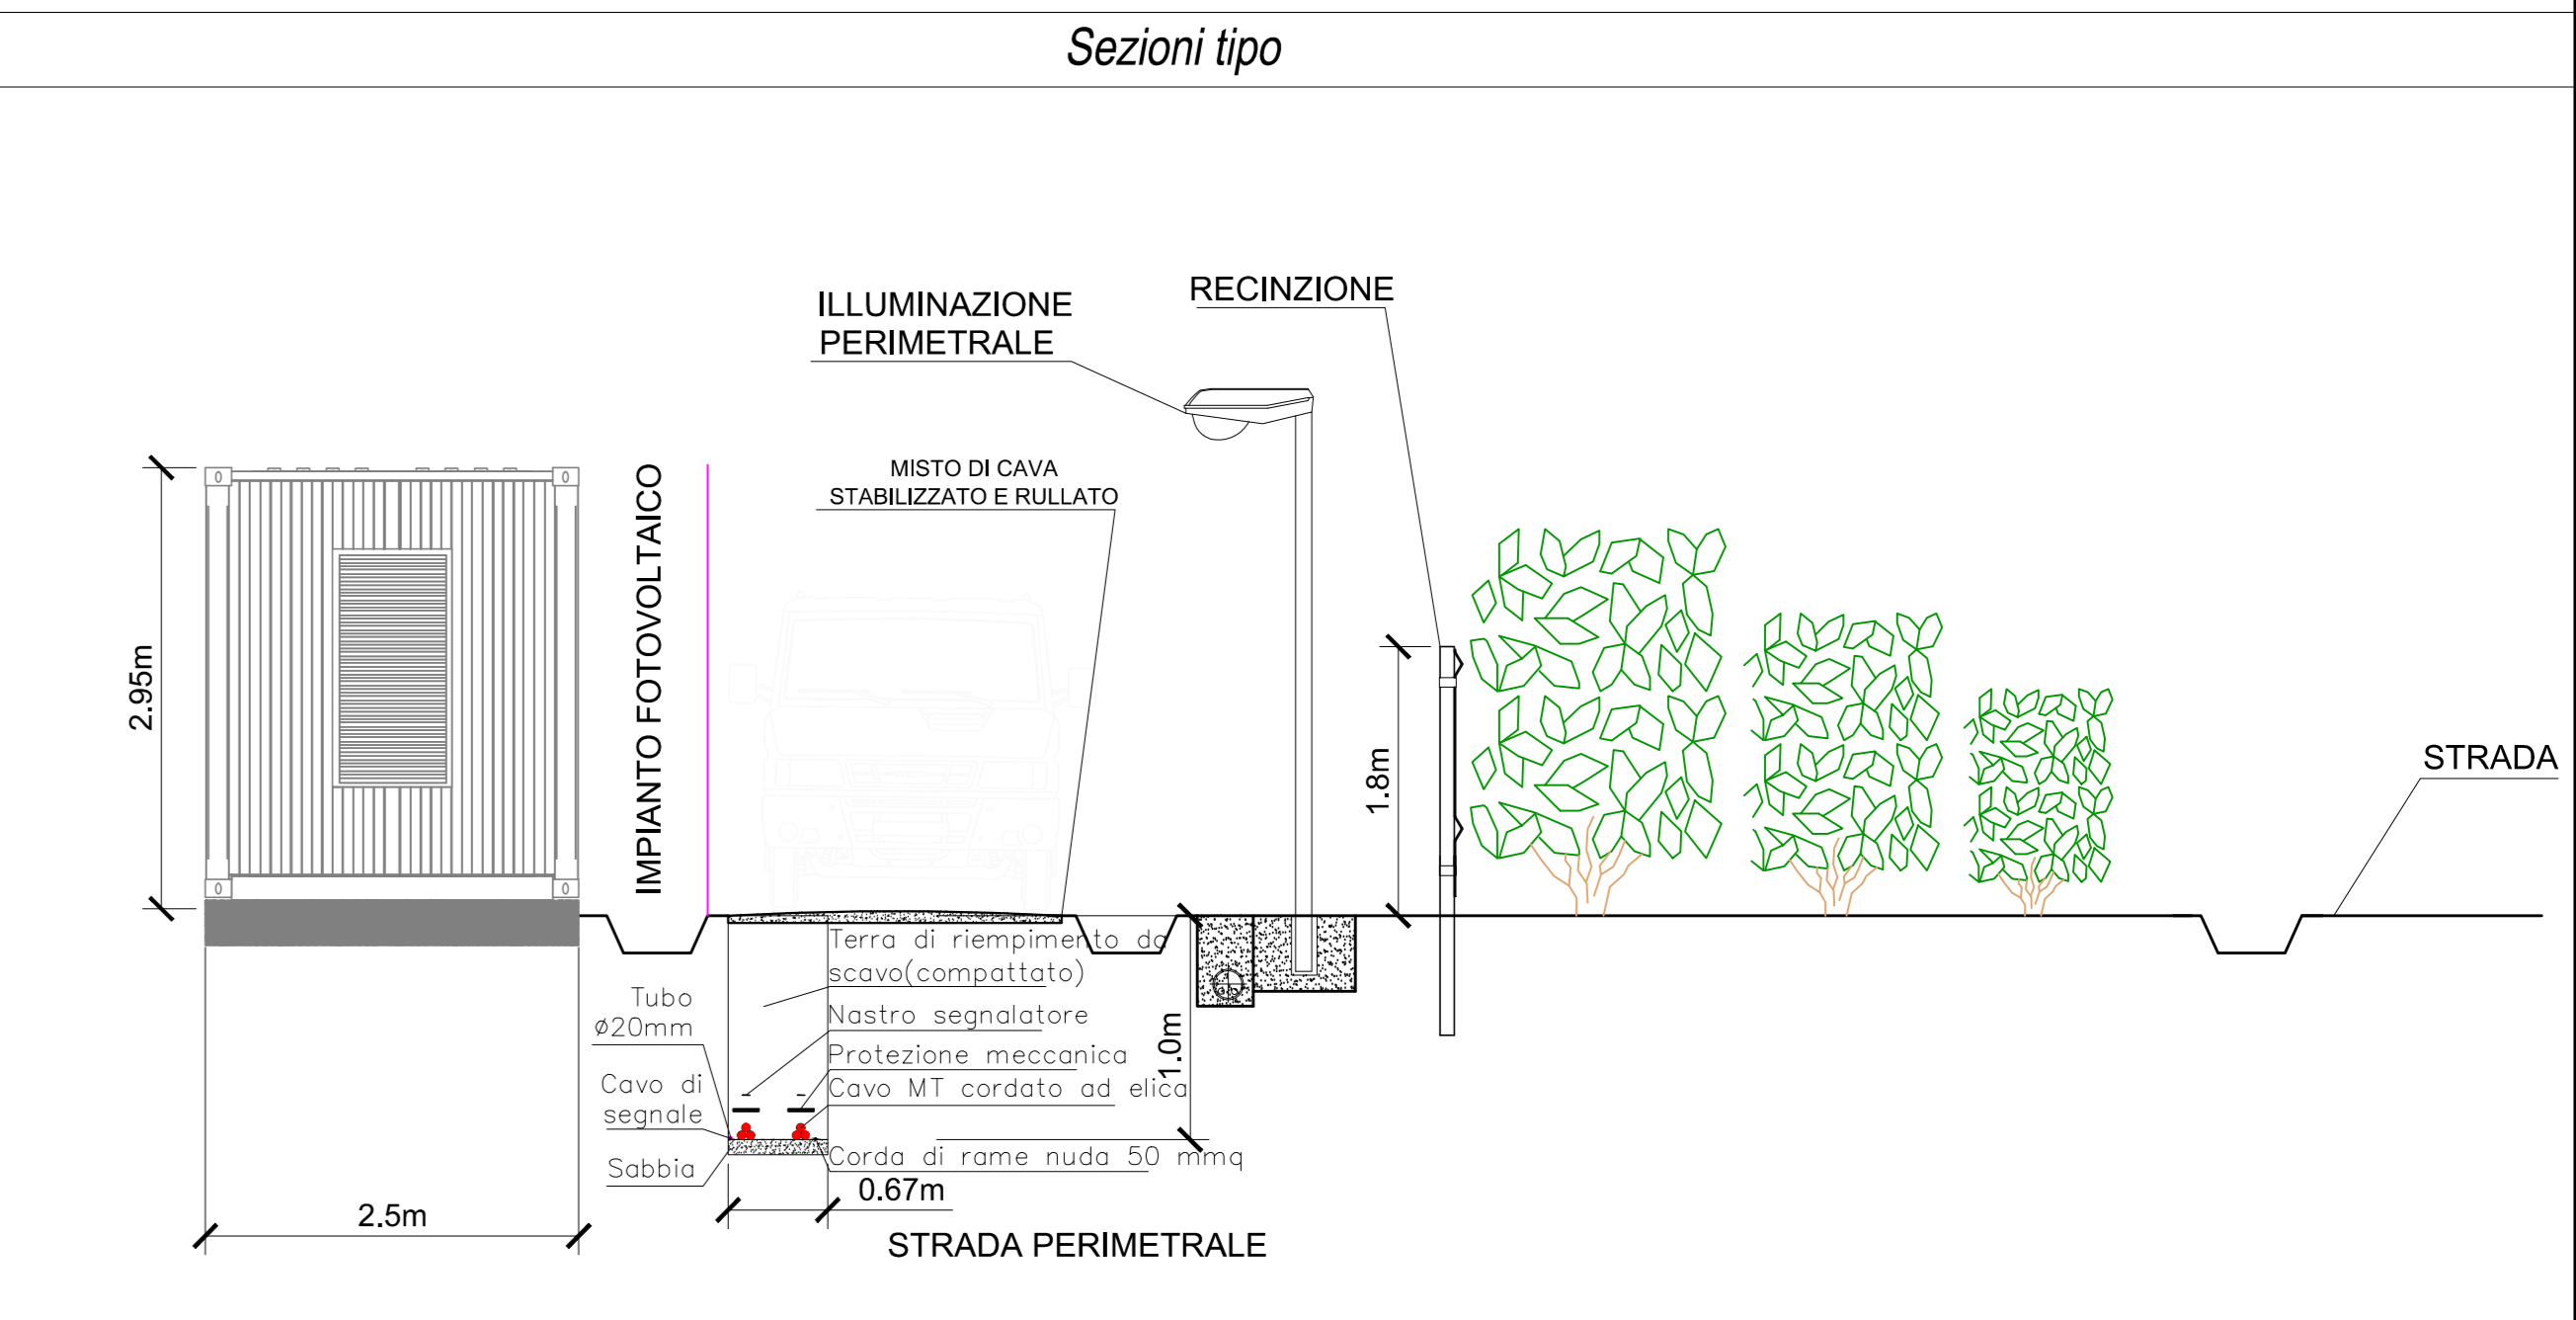 Sezioni tipo
RECINZIONE
ILLUMINAZIONE
PERIMETRALE
MISTO DI CAVA
STABILIZZATO E RULLATO
IMPIANTO FOTOVOLTAICO
2.95m
1.8m
STRADA
Terra di riempimento da
scavo(compattato)
Tubo
ø20mm
Nastro segnalatore
Protezione meccanica
1.0m
Cavo di
segnale
Cavo MT cordato ad elica
Sabbia
Corda di rame nuda 50 mmq
0.67m
2.5m
STRADA PERIMETRALE